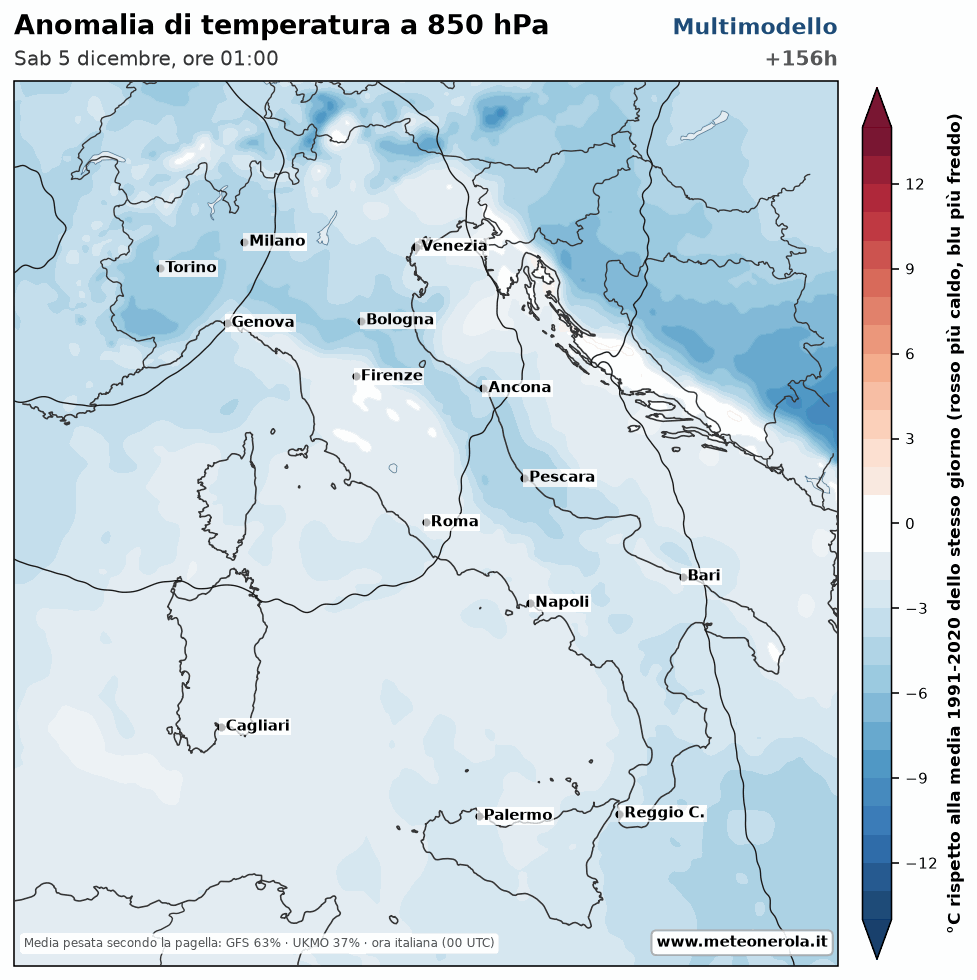 Anomalia di temperatura a 850 hPa
Multimodello
Sab 5 dicembre, ore 01:00
+156h
Milano
Venezia
Torino
Genova
Bologna
Firenze
Ancona
Pescara
Roma
Bari
Napoli
Cagliari
Palermo
Reggio C.
Media pesata secondo la pagella: GFS 63% · UKMO 37% · ora italiana (00 UTC)
www.meteonerola.it
12
9
6
3
0
−3
−6
−9
−12
°C rispetto alla media 1991-2020 dello stesso giorno (rosso più caldo, blu più freddo)